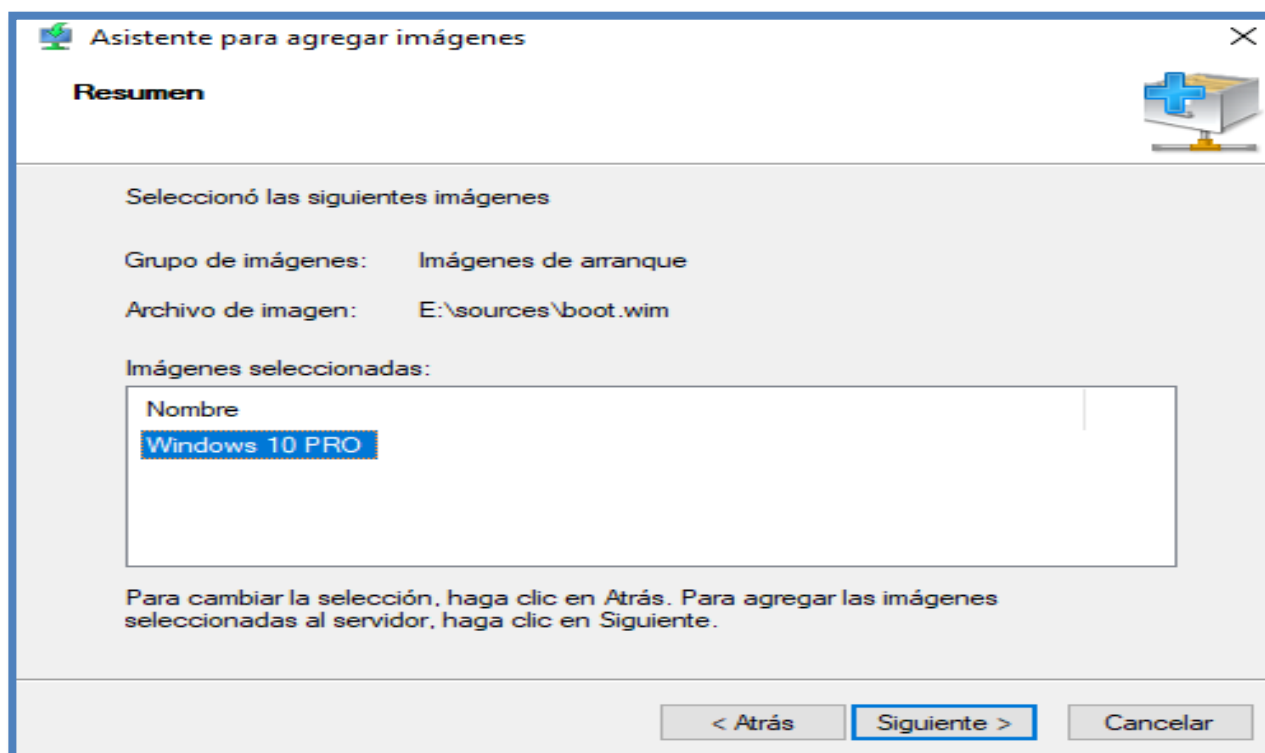 Asistente para agregar imágenes
Resumen
Seleccionó las siguientes imágenes
Grupo de imágenes: Imágenes de arranque
Archivo de imagen: E:\sources\boot.wim
Imágenes seleccionadas:
Nombre
Windows 10 PRO
Para cambiar la selección, haga clic en Atrás. Para agregar las imágenes
seleccionadas al servidor, haga clic en Siguiente.
< Atrás Siguiente > Cancelar